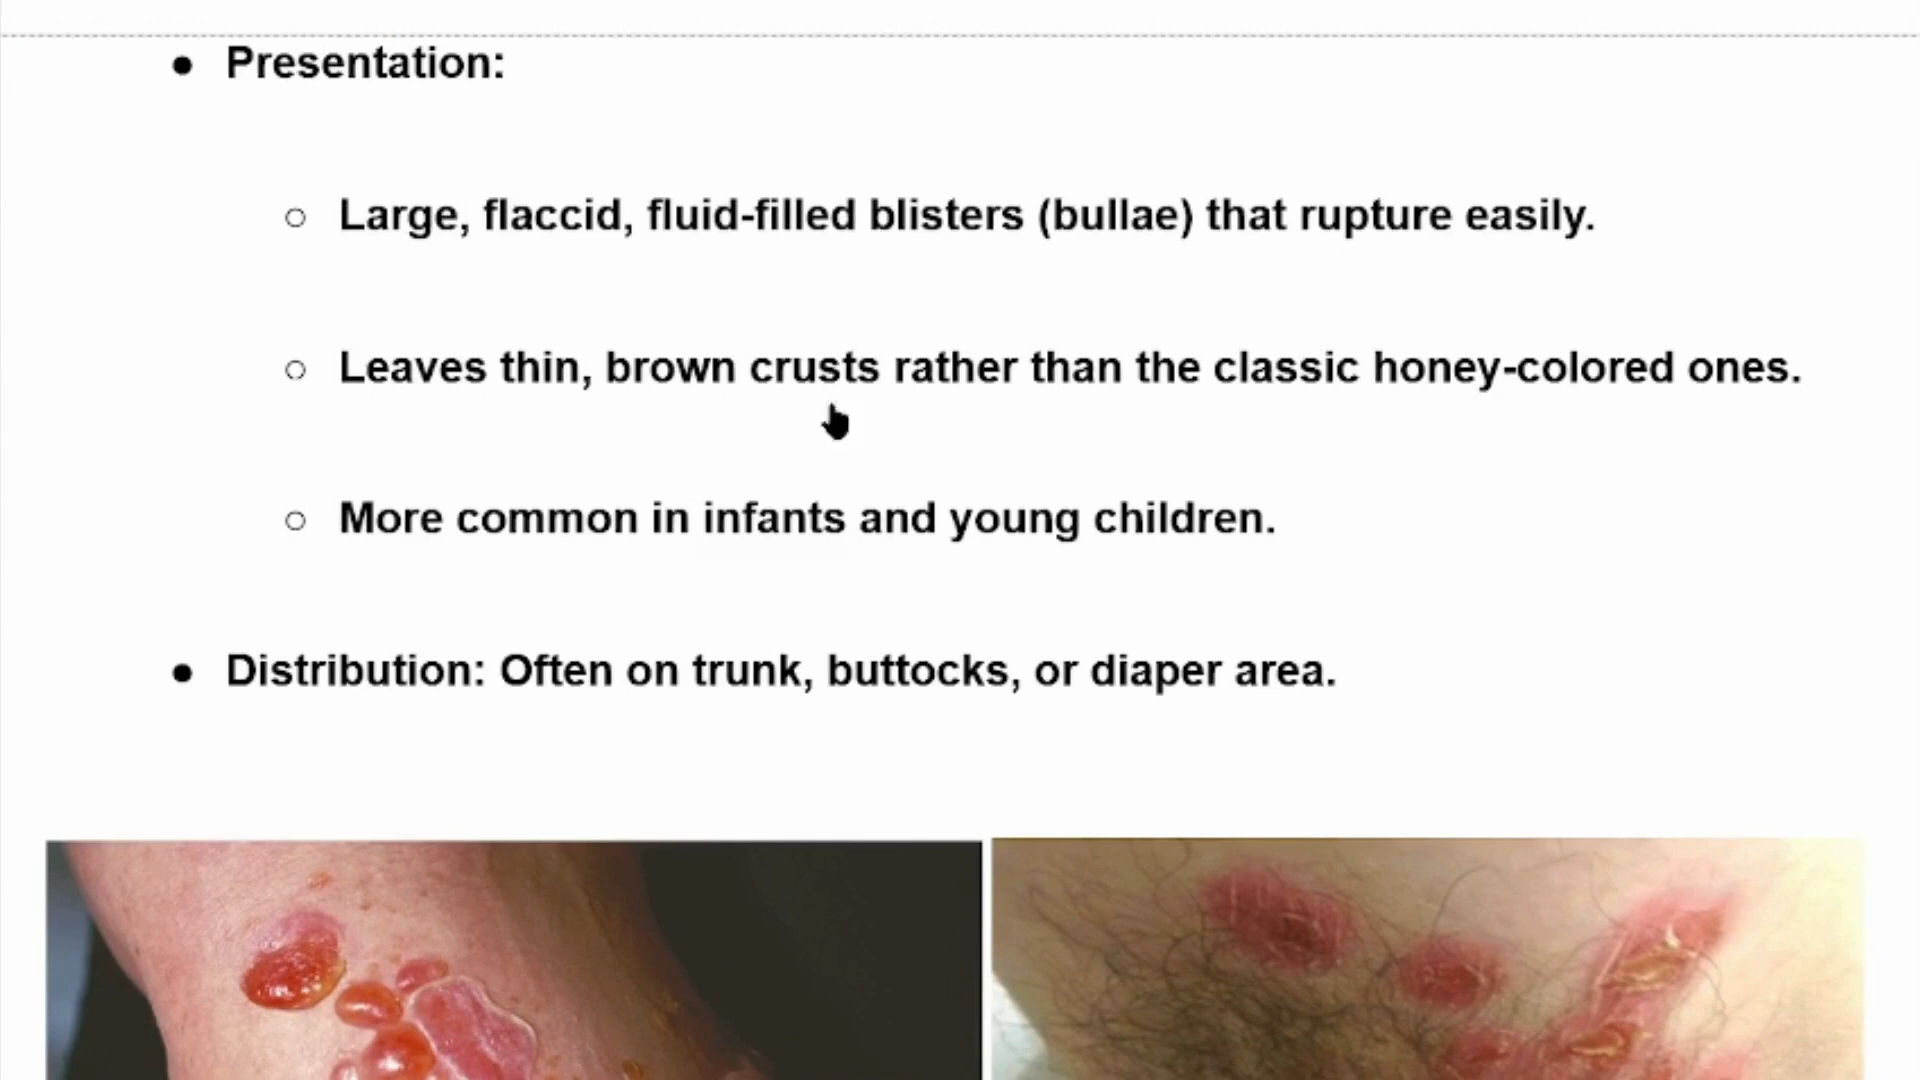 ● Presentation:
○ Large, flaccid, fluid-filled blisters (bullae) that rupture easily.
○ Leaves thin, brown crusts rather than the classic honey-colored ones.
○ More common in infants and young children.
● Distribution: Often on trunk, buttocks, or diaper area.